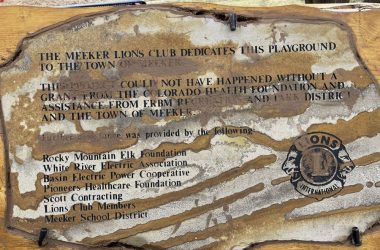 THE MEEKER LIONS CLUB DEDICATES THIS PLAYGROUND
TO THE TOWN OF MEEKER
THIS COULD NOT HAVE HAPPENED WITHOUT A
GRANT FROM THE COLORADO HEALTH FOUNDATION AND
ASSISTANCE FROM ERBM RECREATION AND PARK DISTRICT
AND THE TOWN OF MEEKER
was provided by the following:
Rocky Mountain Elk Foundation
White River Electric Association
Basin Electric Power Cooperative
Pioneers Healthcare Foundation
Scott Contracting
Lions Club Members
Meeker School District
LIONS
INTERNATIONAL